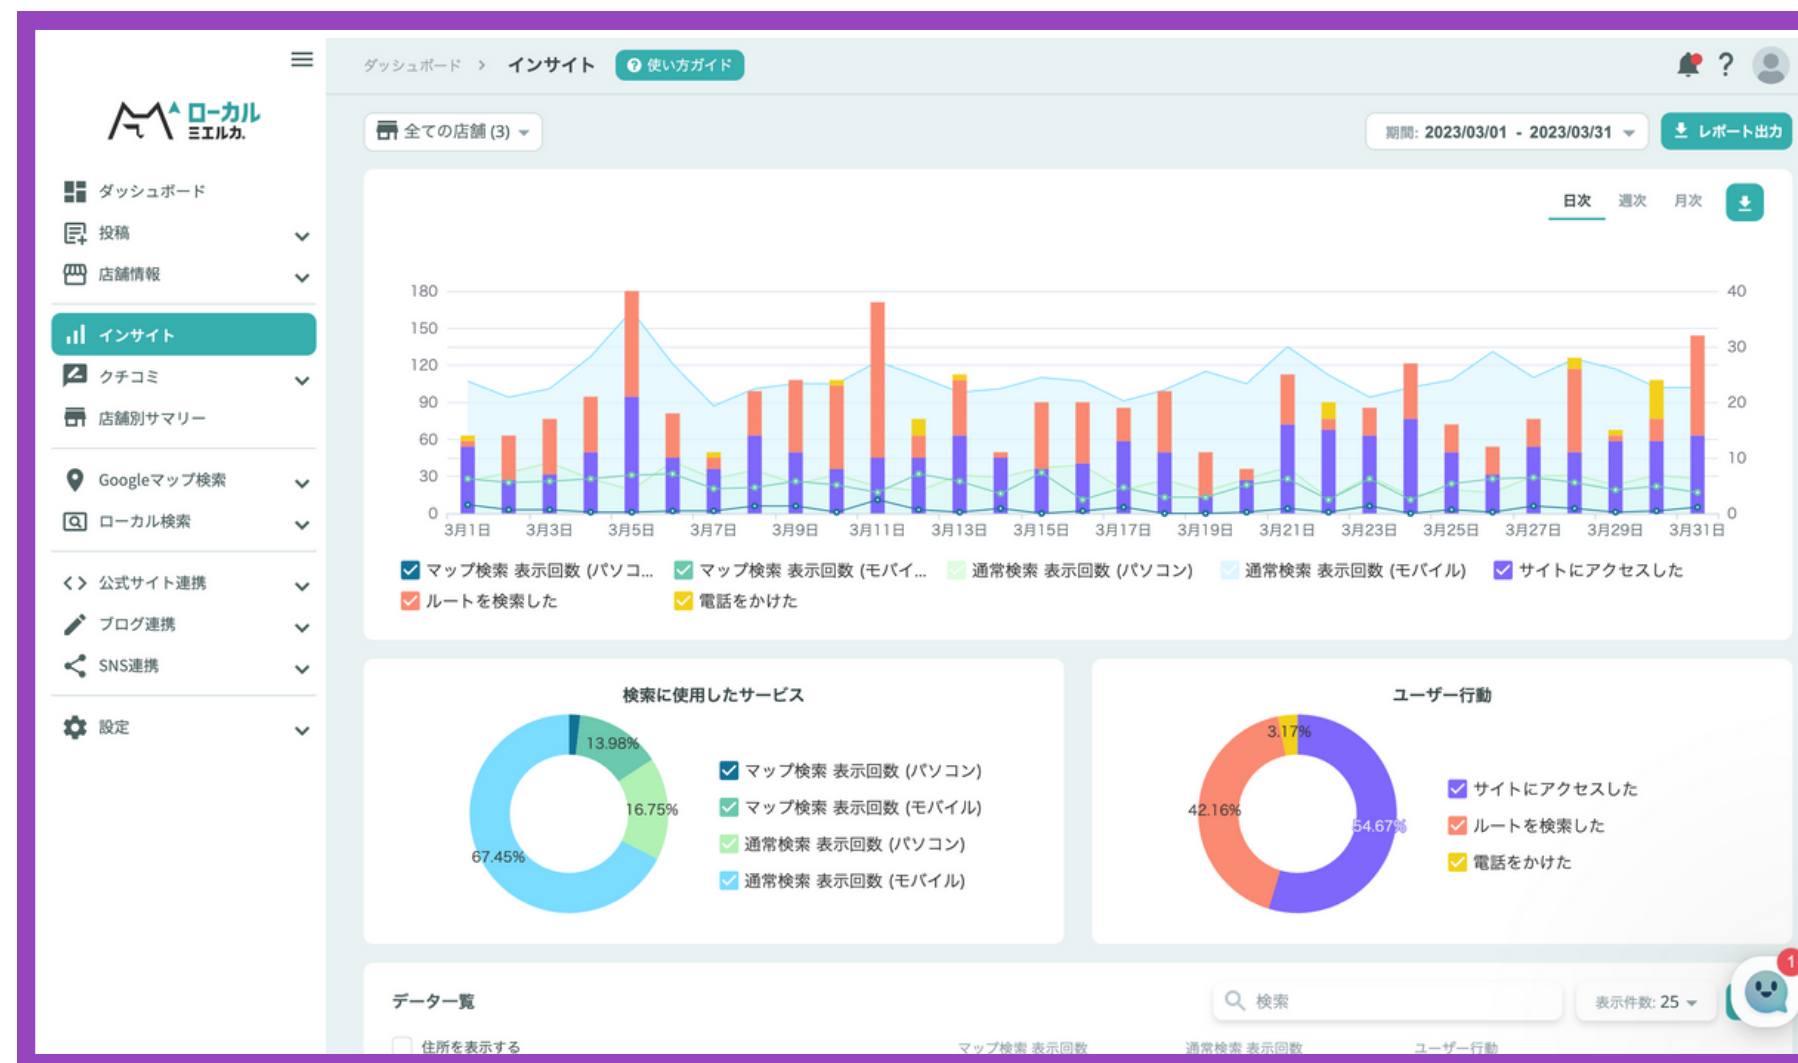 ダッシュボード > インサイト 使い方ガイド ?
ローカル
ミエルカ.
全ての店舗 (3)
期間: 2023/03/01 - 2023/03/31
レポート出力
ダッシュボード
投稿
店舗情報
インサイト
クチコミ
店舗別サマリー
Googleマップ検索
ローカル検索
公式サイト連携
ブログ連携
SNS連携
設定
日次 週次 月次
180 40
150
30
120
90 20
60
10
30
0 0
3月1日 3月3日 3月5日 3月7日 3月9日 3月11日 3月13日 3月15日 3月17日 3月19日 3月21日 3月23日 3月25日 3月27日 3月29日 3月31日
マップ検索 表示回数 (パソコ... マップ検索 表示回数 (モバイ... 通常検索 表示回数 (パソコン) 通常検索 表示回数 (モバイル) サイトにアクセスした
ルートを検索した 電話をかけた
検索に使用したサービス
13.98%
16.75%
67.45%
マップ検索 表示回数 (パソコン)
マップ検索 表示回数 (モバイル)
通常検索 表示回数 (パソコン)
通常検索 表示回数 (モバイル)
ユーザー行動
3.17%
42.16%
54.67%
サイトにアクセスした
ルートを検索した
電話をかけた
データ一覧
検索
表示件数: 25
1
住所を表示する
マップ検索 表示回数 通常検索 表示回数 ユーザー行動